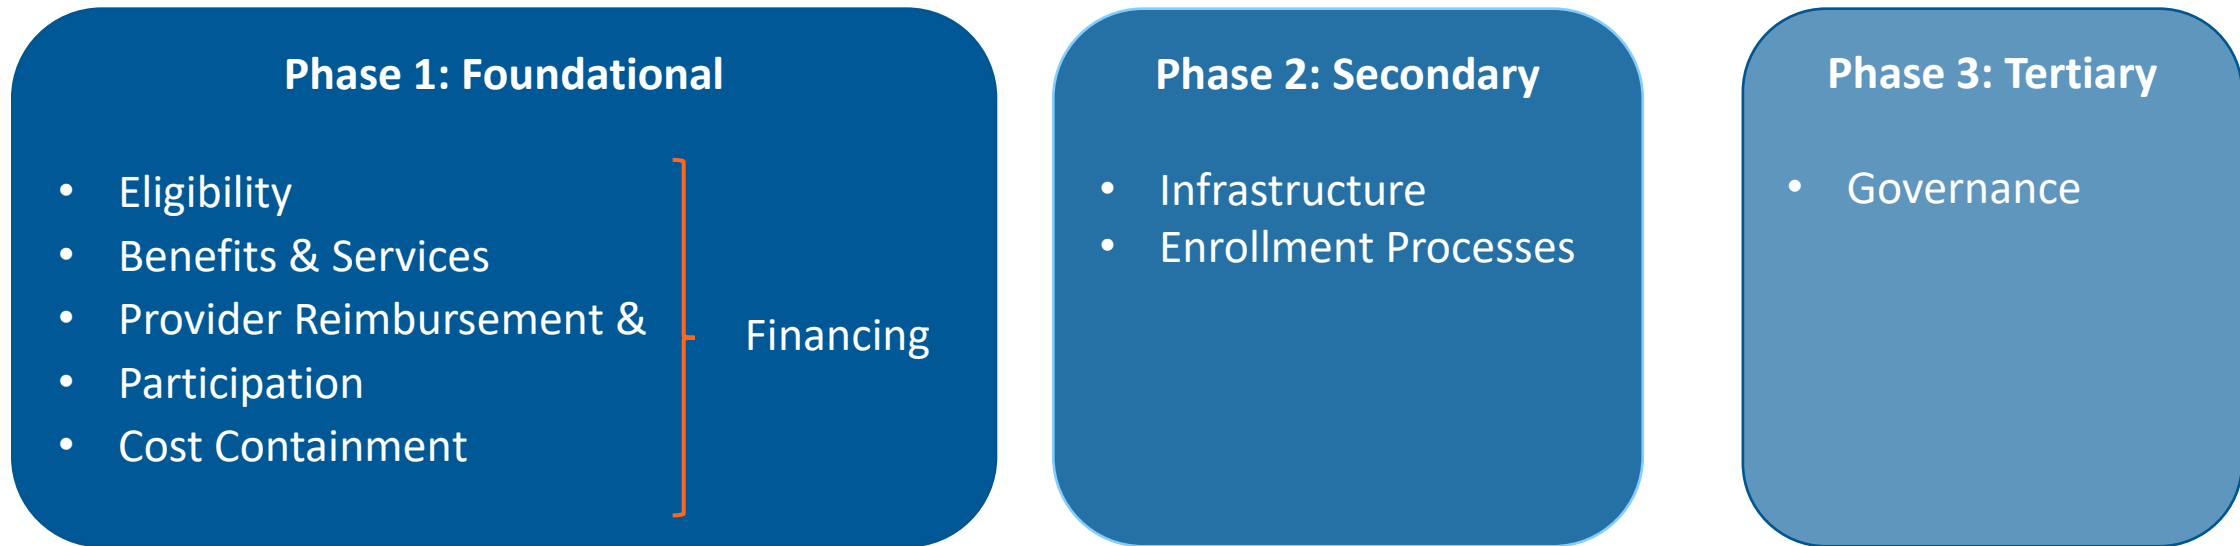 Phase 1: Foundational
• Eligibility
• Benefits & Services
• Provider Reimbursement &
• Participation
• Cost Containment
Financing
Phase 2: Secondary
• Infrastructure
• Enrollment Processes
Phase 3: Tertiary
• Governance